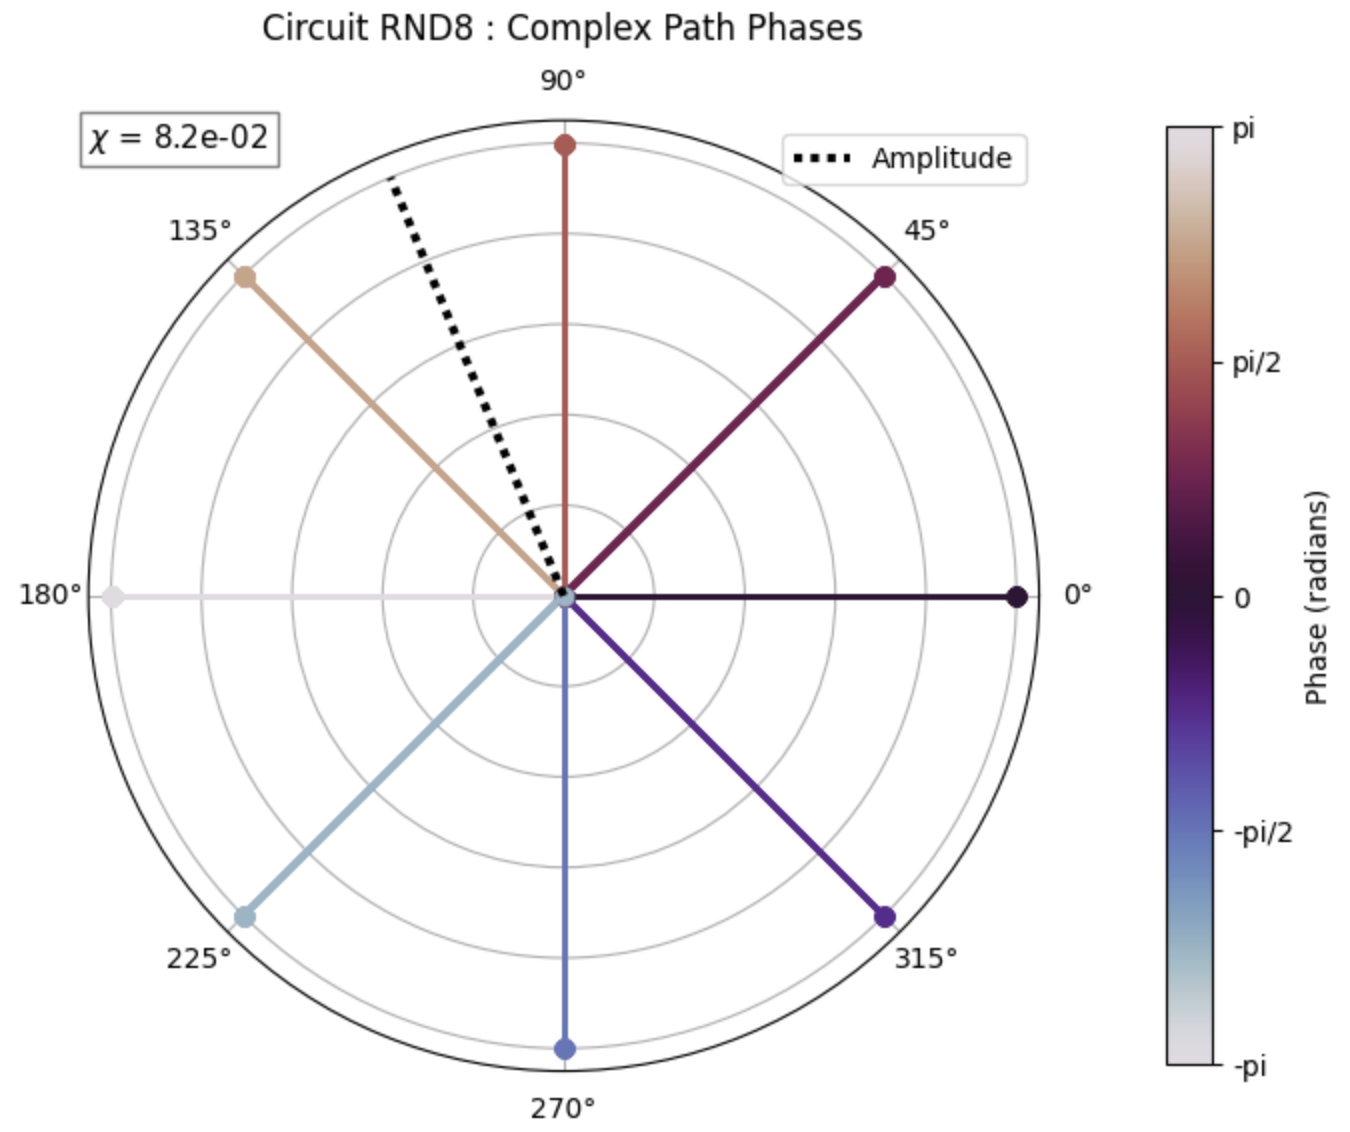 Circuit RND8 : Complex Path Phases
χ = 8.2e-02
Amplitude
90°
135°
45°
180°
0°
225°
315°
270°
pi
pi/2
0
-pi/2
-pi
Phase (radians)